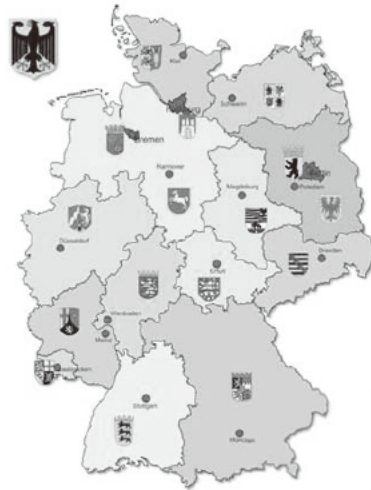 Kiel
Schwerin
Bremen
Hannover
Magdeburg
Potsdam
Düsseldorf
Erfurt
Dresden
Wiesbaden
Mainz
Saarbrücken
Stuttgart
München